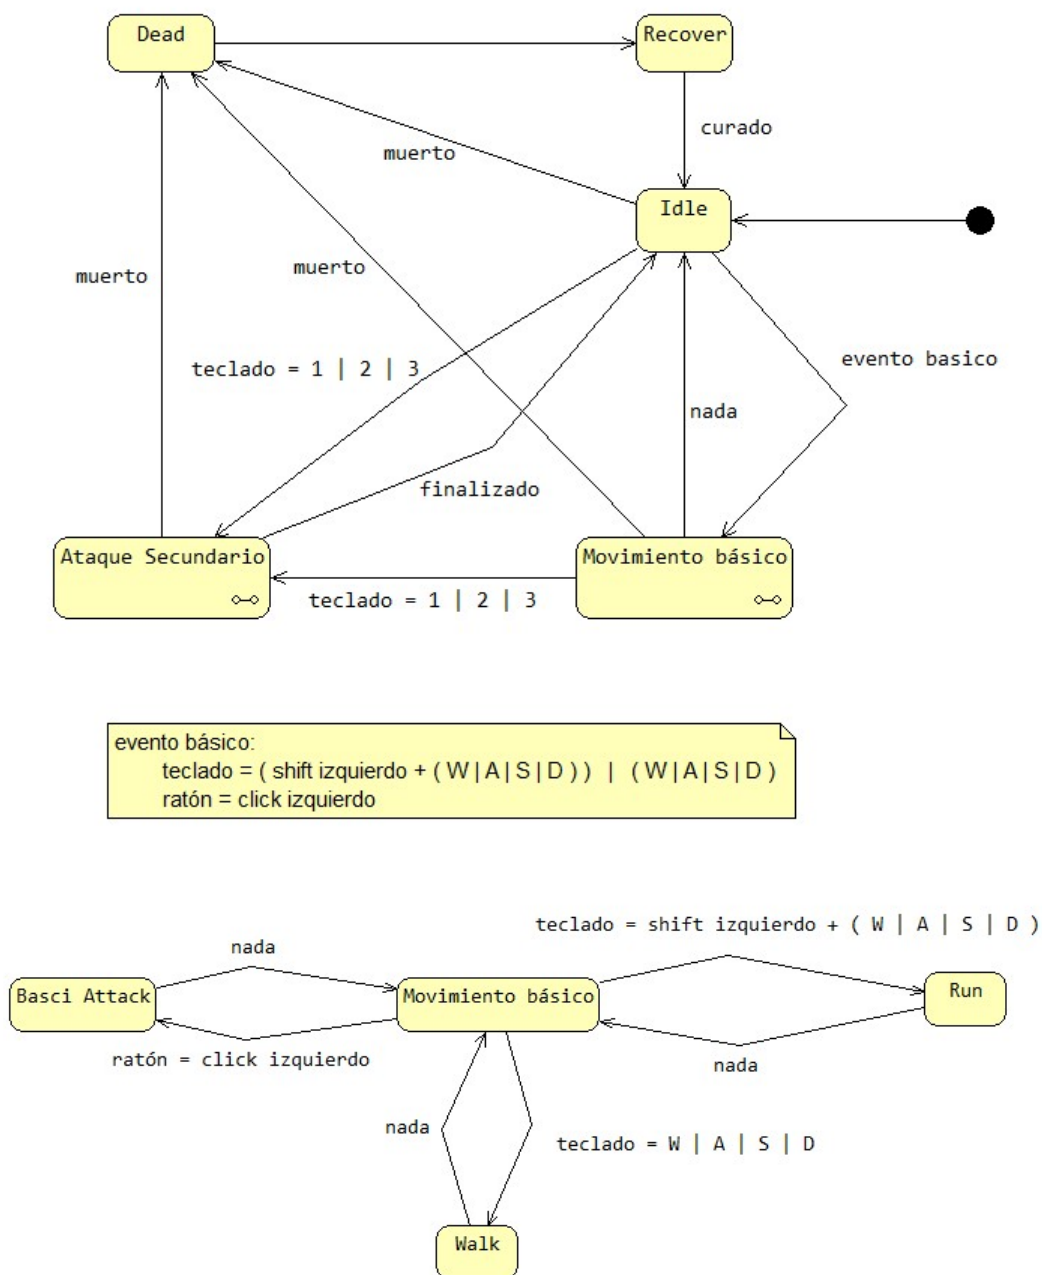 Dead
Recover
curado
muerto
Idle
muerto
muerto
evento basico
teclado = 1 | 2 | 3
nada
finalizado
Ataque Secundario
Movimiento básico
teclado = 1 | 2 | 3
evento básico:
teclado = ( shift izquierdo + ( W | A | S | D ) ) | ( W | A | S | D )
ratón = click izquierdo
teclado = shift izquierdo + ( W | A | S | D )
nada
Basci Attack
Movimiento básico
Run
ratón = click izquierdo
nada
nada
teclado = W | A | S | D
Walk